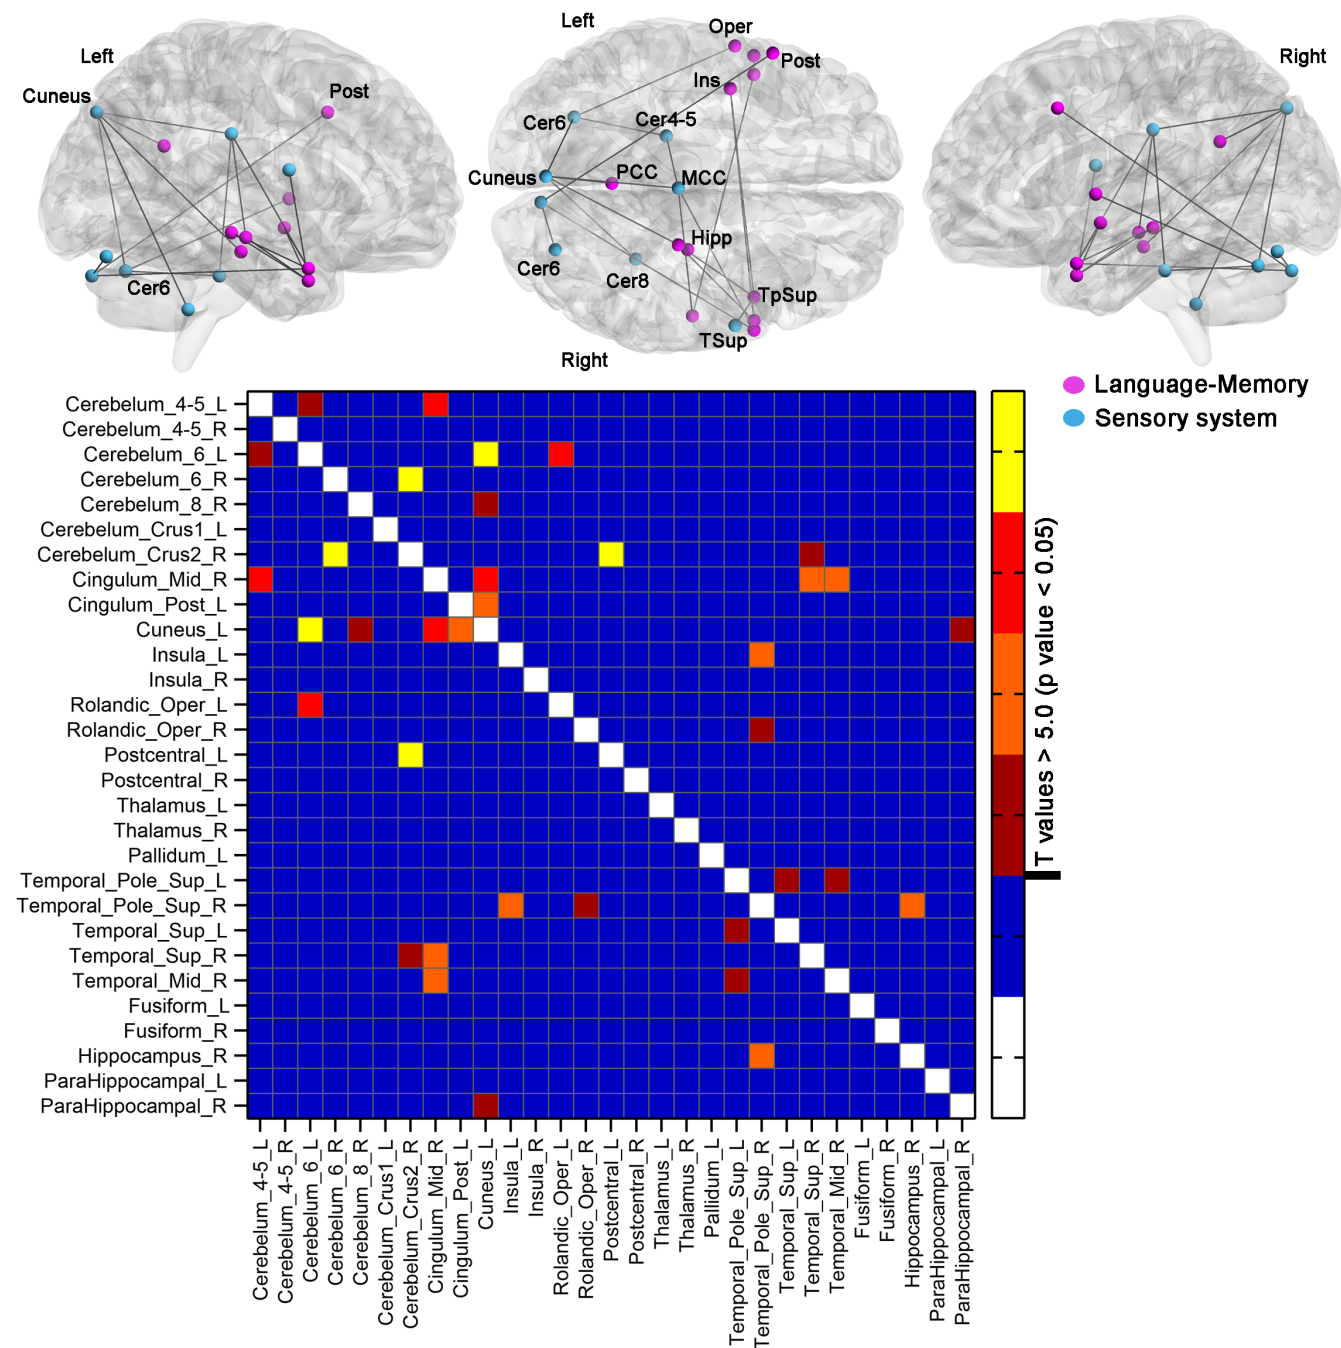 Left
Cuneus
Post
Cer6
Left
Oper
Post
Ins
Cer6
Cer4-5
Cuneus
PCC
MCC
Hipp
Cer6
Cer8
TpSup
TSup
Right
Right
Language-Memory
Sensory system
Cerebelum_4-5_L
Cerebelum_4-5_R
Cerebelum_6_L
Cerebelum_6_R
Cerebelum_8_R
Cerebelum_Crus1_L
Cerebelum_Crus2_R
Cingulum_Mid_R
Cingulum_Post_L
Cuneus_L
Insula_L
Insula_R
Rolandic_Oper_L
Rolandic_Oper_R
Postcentral_L
Postcentral_R
Thalamus_L
Thalamus_R
Pallidum_L
Temporal_Pole_Sup_L
Temporal_Pole_Sup_R
Temporal_Sup_L
Temporal_Sup_R
Temporal_Mid_R
Fusiform_L
Fusiform_R
Hippocampus_R
ParaHippocampal_L
ParaHippocampal_R
T values > 5.0 (p value < 0.05)
Cerebelum_4-5_L
Cerebelum_4-5_R
Cerebelum_6_L
Cerebelum_6_R
Cerebelum_8_R
Cerebelum_Crus1_L
Cerebelum_Crus2_R
Cingulum_Mid_R
Cingulum_Post_L
Cuneus_L
Insula_L
Insula_R
Rolandic_Oper_L
Rolandic_Oper_R
Postcentral_L
Postcentral_R
Thalamus_L
Thalamus_R
Pallidum_L
Temporal_Pole_Sup_L
Temporal_Pole_Sup_R
Temporal_Sup_L
Temporal_Sup_R
Temporal_Mid_R
Fusiform_L
Fusiform_R
Hippocampus_R
ParaHippocampal_L
ParaHippocampal_R